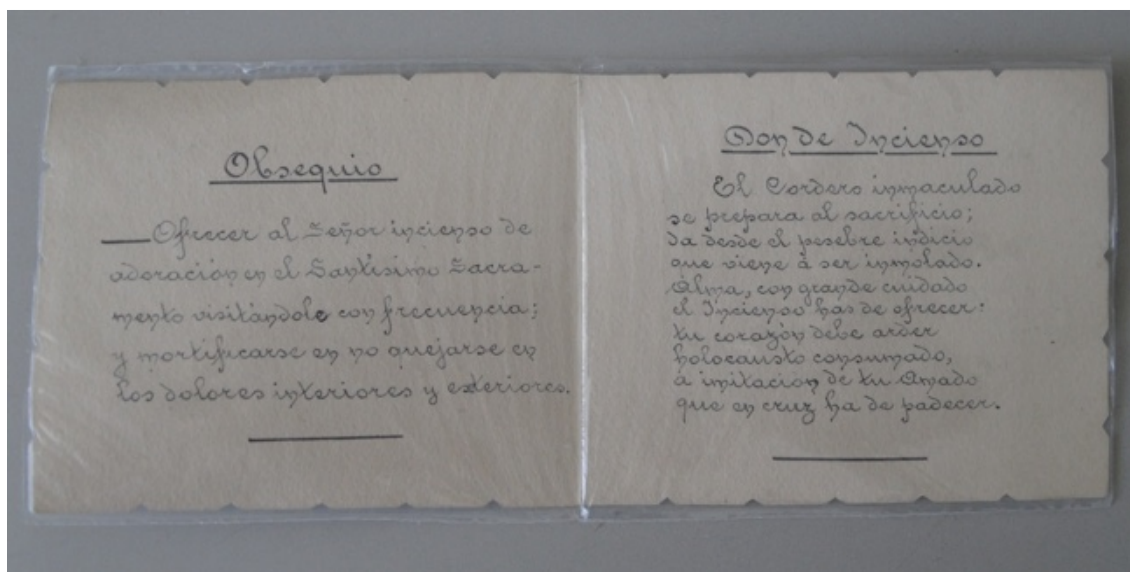 Obsequio
Ofrecer al Señor incienso de
adoración en el Santísimo Sacra-
mento visitándole con frecuencia;
y mortificarse en no quejarse en
los dolores interiores y exteriores.
Don de Incienso
El Cordero inmaculado
se prepara al sacrificio;
da desde el pesebre indicio
que viene á ser inmolado.
Alma, con grande cuidado
el Incienso has de ofrecer:
tu corazón debe arder
holocausto consumado,
a imitación de tu Amado
que en cruz ha de padecer.